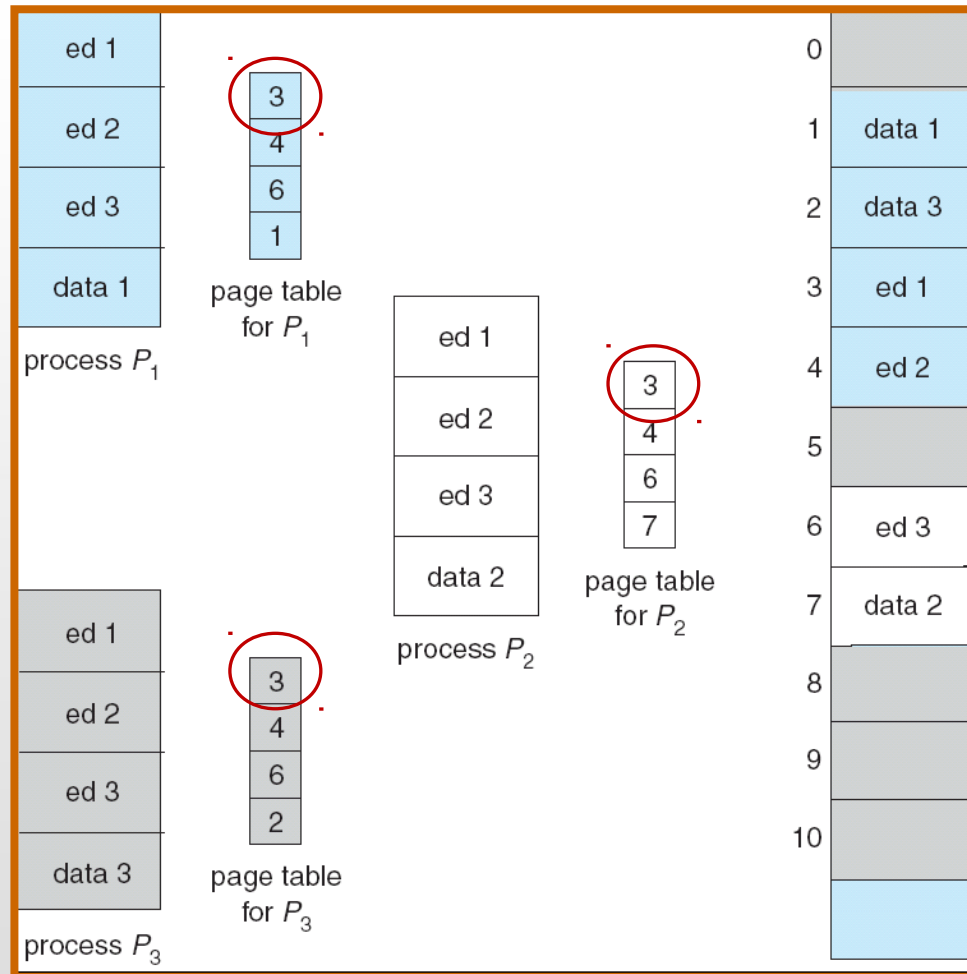 ed 1
ed 2
ed 3
data 1
process P1
3
4
6
1
page table
for P1
ed 1
ed 2
ed 3
data 2
process P2
3
4
6
7
page table
for P2
ed 1
ed 2
ed 3
data 3
process P3
3
4
6
2
page table
for P3
0
1 data 1
2 data 3
3 ed 1
4 ed 2
5
6 ed 3
7 data 2
8
9
10